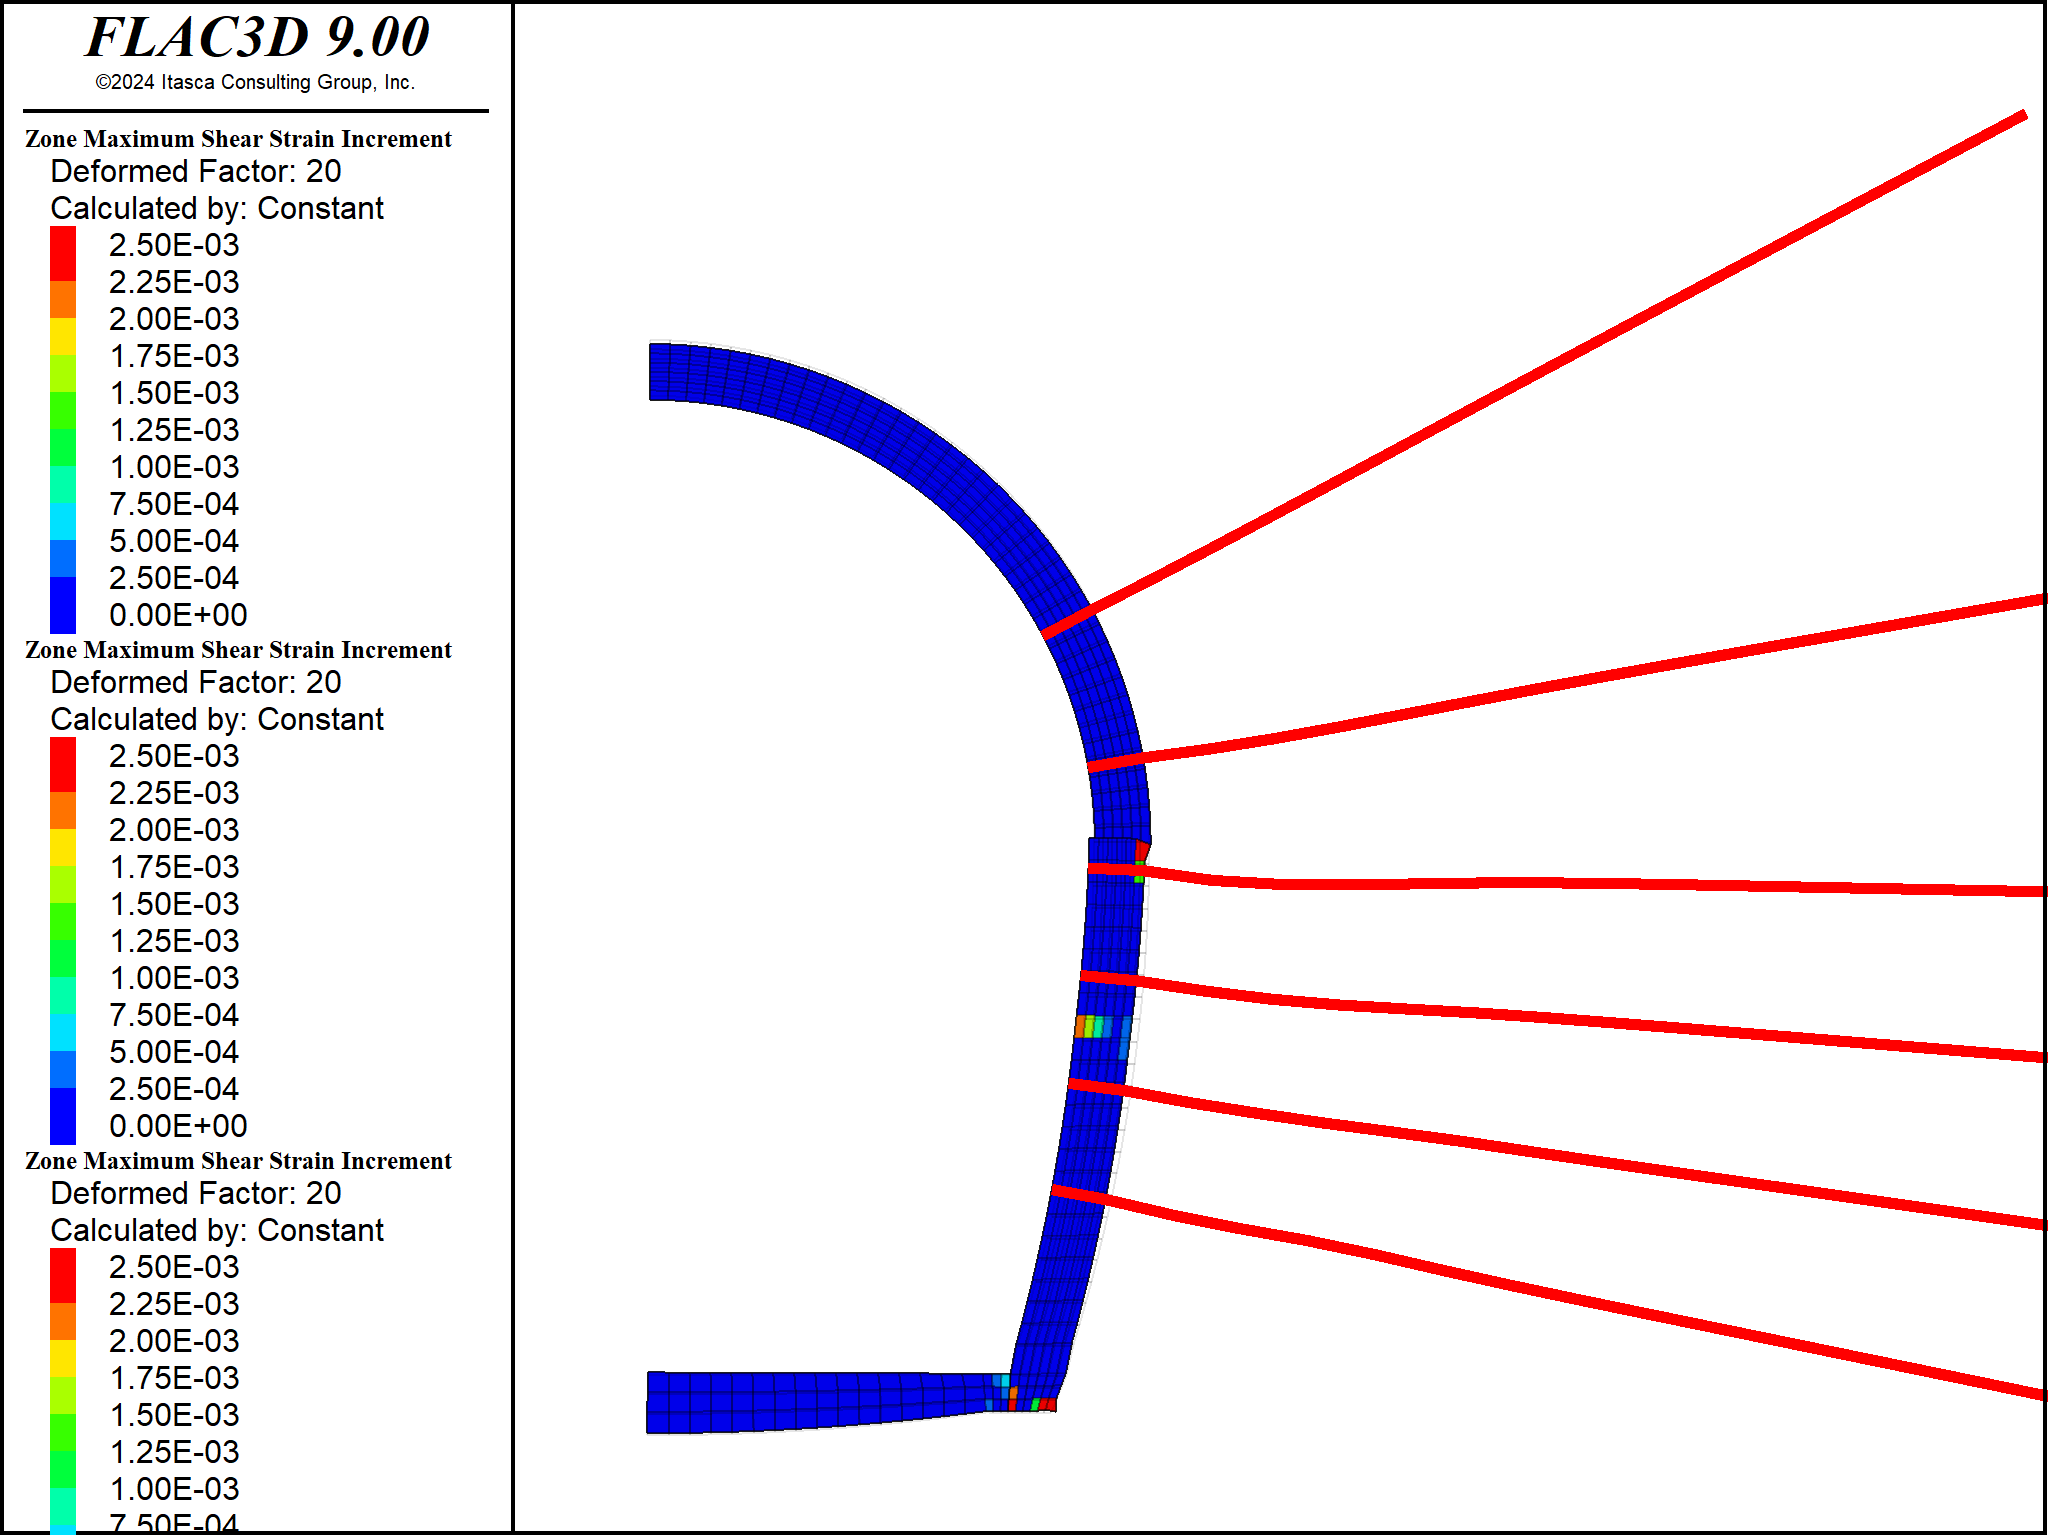 FLAC3D 9.00
©2024 Itasca Consulting Group, Inc.
Zone Maximum Shear Strain Increment
Deformed Factor: 20
Calculated by: Constant
2.50E-03
2.25E-03
2.00E-03
1.75E-03
1.50E-03
1.25E-03
1.00E-03
7.50E-04
5.00E-04
2.50E-04
0.00E+00
Zone Maximum Shear Strain Increment
Deformed Factor: 20
Calculated by: Constant
2.50E-03
2.25E-03
2.00E-03
1.75E-03
1.50E-03
1.25E-03
1.00E-03
7.50E-04
5.00E-04
2.50E-04
0.00E+00
Zone Maximum Shear Strain Increment
Deformed Factor: 20
Calculated by: Constant
2.50E-03
2.25E-03
2.00E-03
1.75E-03
1.50E-03
1.25E-03
1.00E-03
7.50E-04